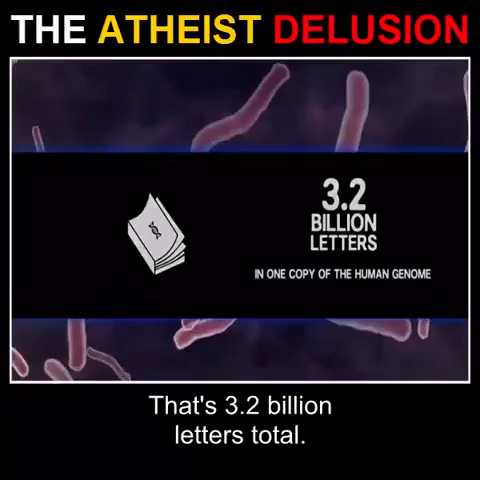 THE ATHEIST DELUSION
3.2
BILLION
LETTERS
IN ONE COPY OF THE HUMAN GENOME
That's 3.2 billion
letters total.